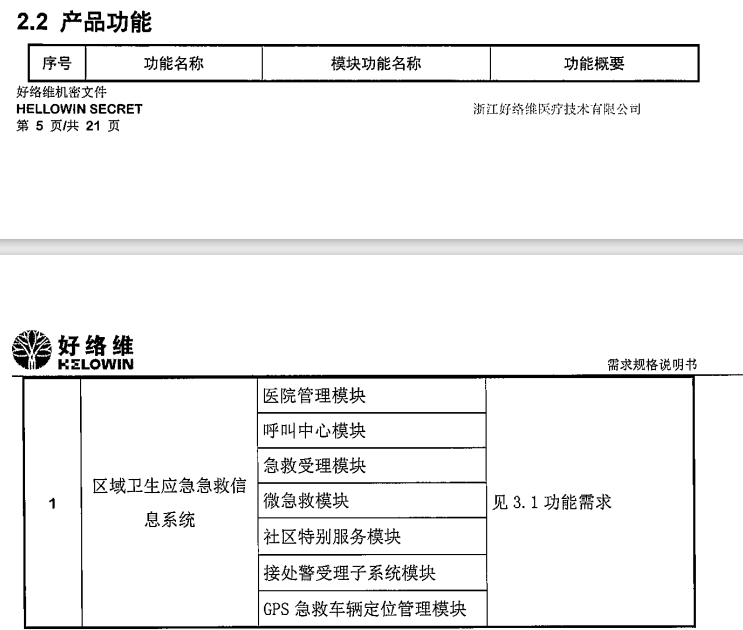 2.2 产品功能
序号 功能名称 模块功能名称 功能概要
好络维机密文件
HELLOWIN SECRET 浙江好络维医疗技术有限公司
第 5 页/共 21 页
好络维
HELOWIN
需求规格说明书
1
区域卫生应急急救信
息系统
医院管理模块
呼叫中心模块
急救受理模块
微急救模块
社区特别服务模块
接处警受理子系统模块
GPS 急救车辆定位管理模块
见 3.1 功能需求